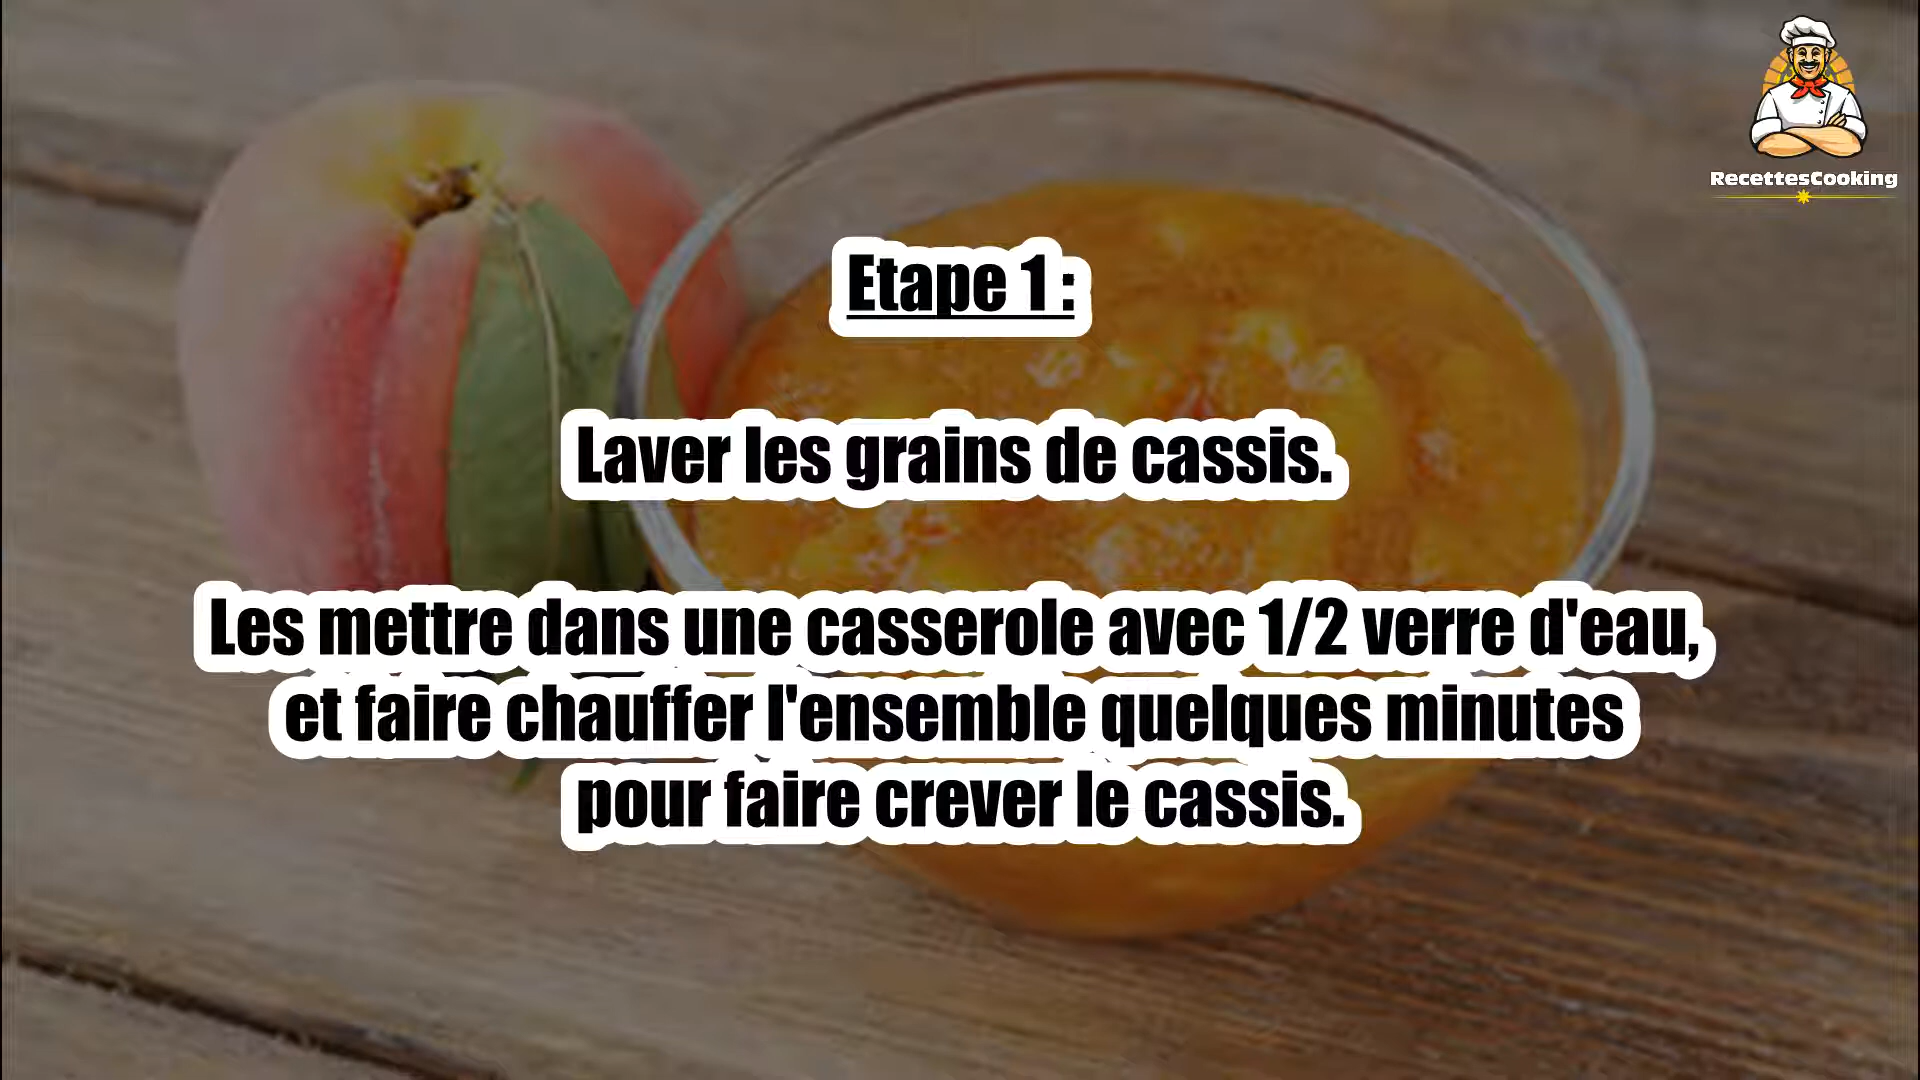 RecettesCooking
Etape 1 :
Laver les grains de cassis.
Les mettre dans une casserole avec 1/2 verre d'eau,
et faire chauffer l'ensemble quelques minutes
pour faire crever le cassis.